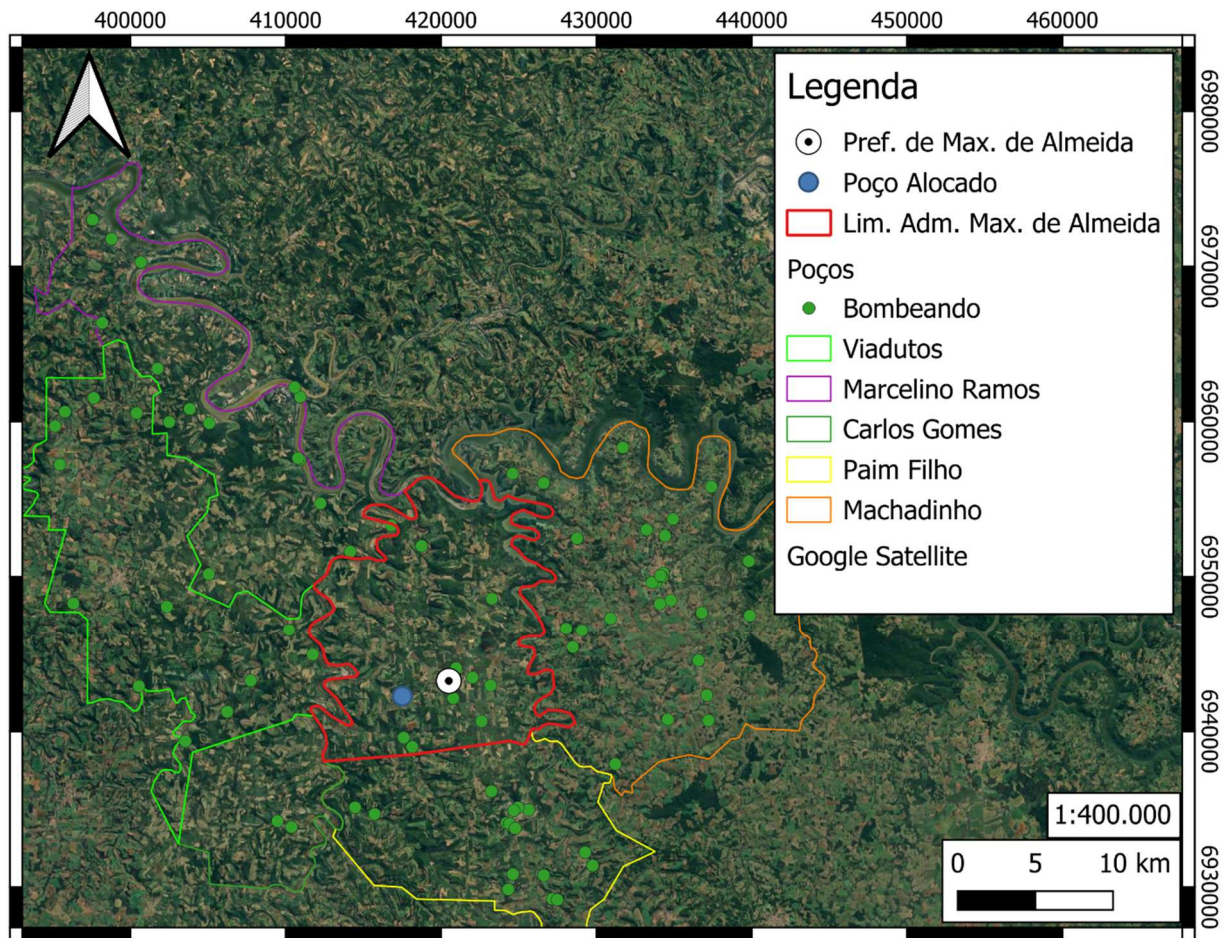 400000 410000 420000 430000 440000 450000 460000
Legenda
Pref. de Max. de Almeida
Poço Alocado
Lim. Adm. Max. de Almeida
Poços
Bombeando
Viadutos
Marcelino Ramos
Carlos Gomes
Paim Filho
Machadinho
Google Satellite
6980000
6970000
6960000
6950000
6940000
6930000
1:400.000
0 5 10 km